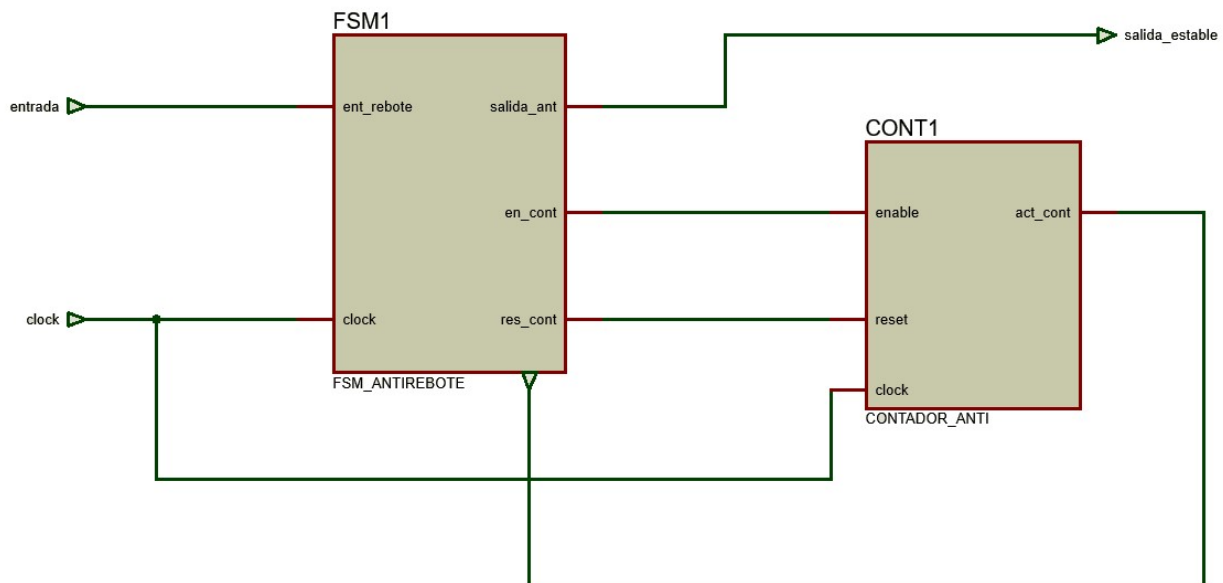 FSM1
salida_estable
entrada
ent_rebote
salida_ant
CONT1
en_cont
enable
act_cont
clock
clock
res_cont
reset
FSM_ANTIREBOTE
clock
CONTADOR_ANTI